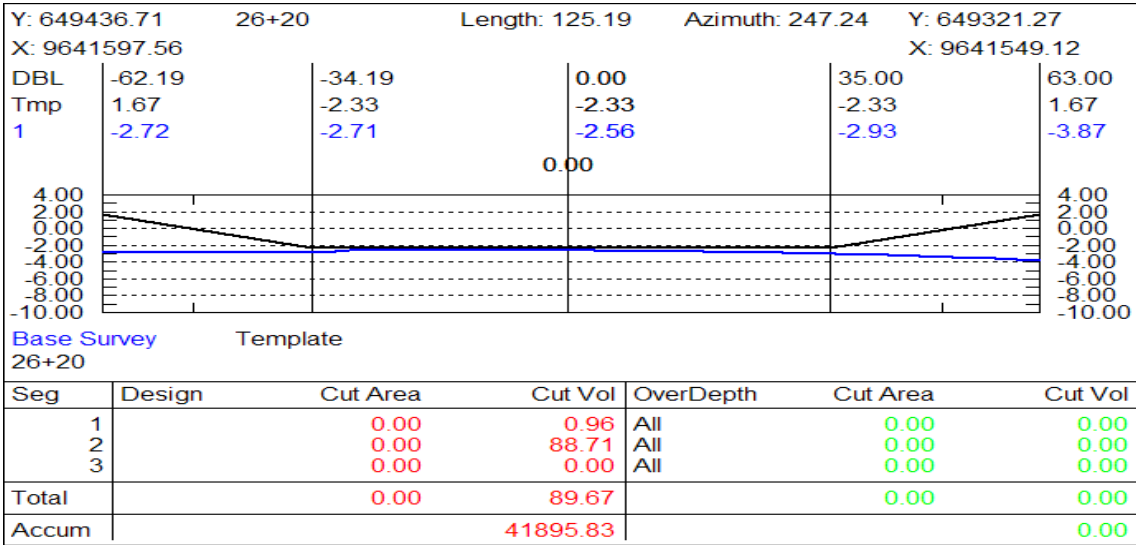 Y: 649436.71 26+20 Length: 125.19 Azimuth: 247.24 Y: 649321.27
X: 9641597.56 X: 9641549.12
DBL -62.19 -34.19 0.00 35.00 63.00
Tmp 1.67 -2.33 -2.33 -2.33 1.67
1 -2.72 -2.71 -2.56 -2.93 -3.87
0.00
4.00 4.00
2.00 2.00
0.00 0.00
-2.00 -2.00
-4.00 -4.00
-6.00 -6.00
-8.00 -8.00
-10.00 -10.00
Base Survey Template
26+20
Seg Design Cut Area Cut Vol OverDepth Cut Area Cut Vol
1 0.00 0.96 All 0.00 0.00
2 0.00 88.71 All 0.00 0.00
3 0.00 0.00 All 0.00 0.00
Total 0.00 89.67 0.00 0.00
Accum 41895.83 0.00